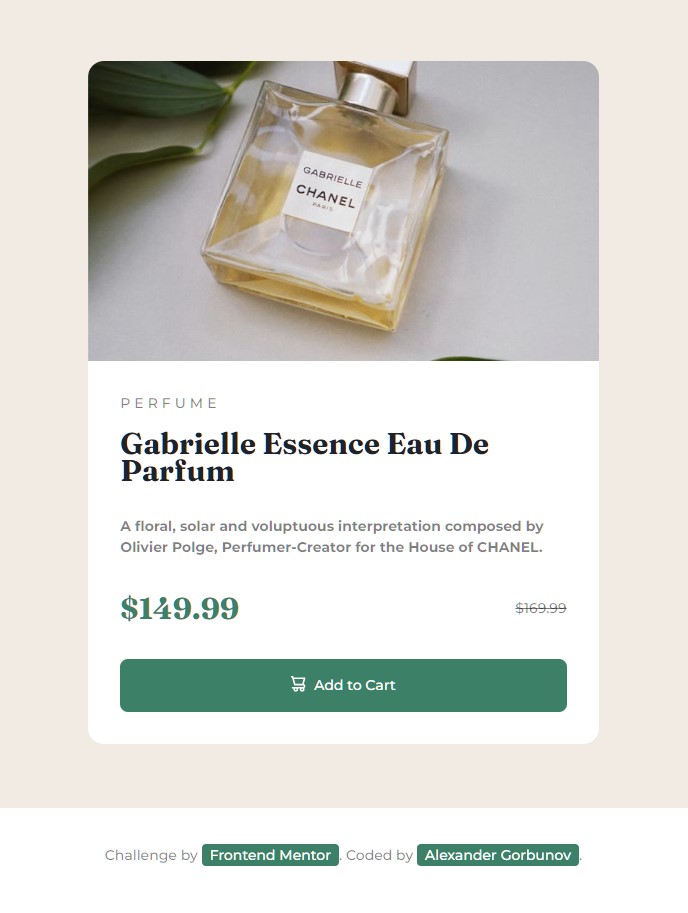 GABRIELLE
CHANEL
PARIS
PERFUME
Gabrielle Essence Eau De
Parfum
A floral, solar and voluptuous interpretation composed by
Olivier Polge, Perfumer-Creator for the House of CHANEL.
$149.99 $169.99
Add to Cart
Challenge by Frontend Mentor. Coded by Alexander Gorbunov.